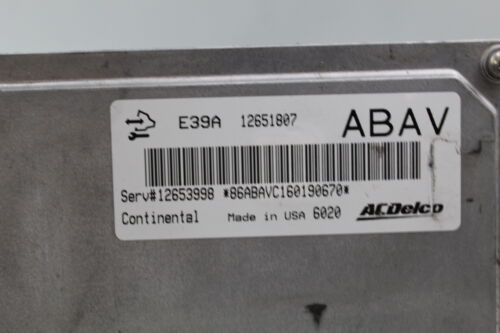 E39A 12651807 ABAV
Serv#12653998 *86ABAVC160190670*
Continental Made in USA 6020 ACDelco